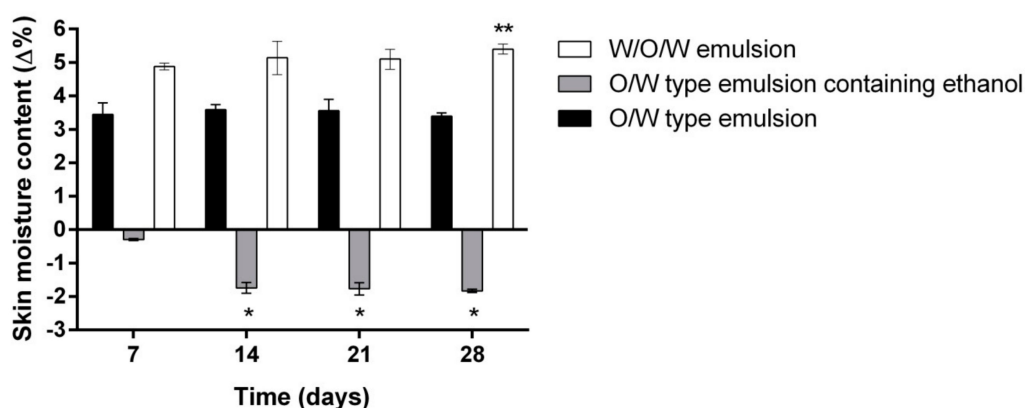 Skin moisture content (Δ%)
6
5
4
3
2
1
0
-1
-2
-3
**
* * *
7 14 21 28
Time (days)
W/O/W emulsion
O/W type emulsion containing ethanol
O/W type emulsion